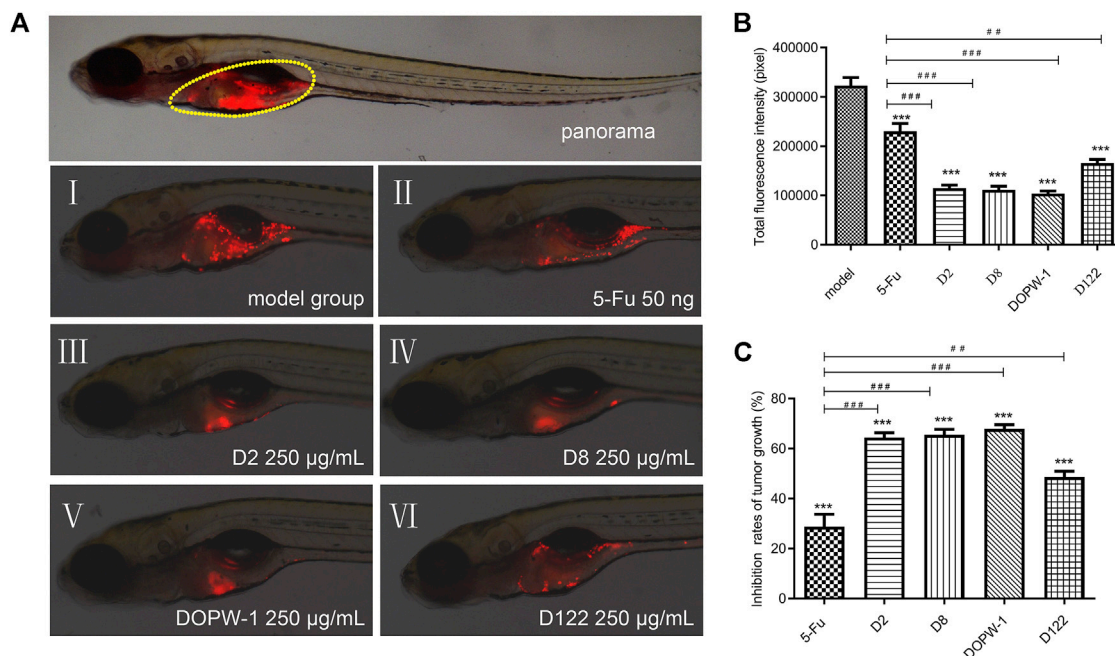 A
panorama
I
model group
II
5-Fu 50 ng
III
D2 250 µg/mL
IV
D8 250 µg/mL
V
DOPW-1 250 µg/mL
VI
D122 250 µg/mL
B
Total fluorescence intensity (pixel)
400000
300000
200000
100000
0
# #
# # #
# # #
# # #
***
***
***
***
***
model
5-Fu
D2
D8
DOPW-1
D122
C
Inhibition rates of tumor growth (%)
80
60
40
20
0
# #
# # #
# # #
# # #
***
***
***
***
***
5-Fu
D2
D8
DOPW-1
D122